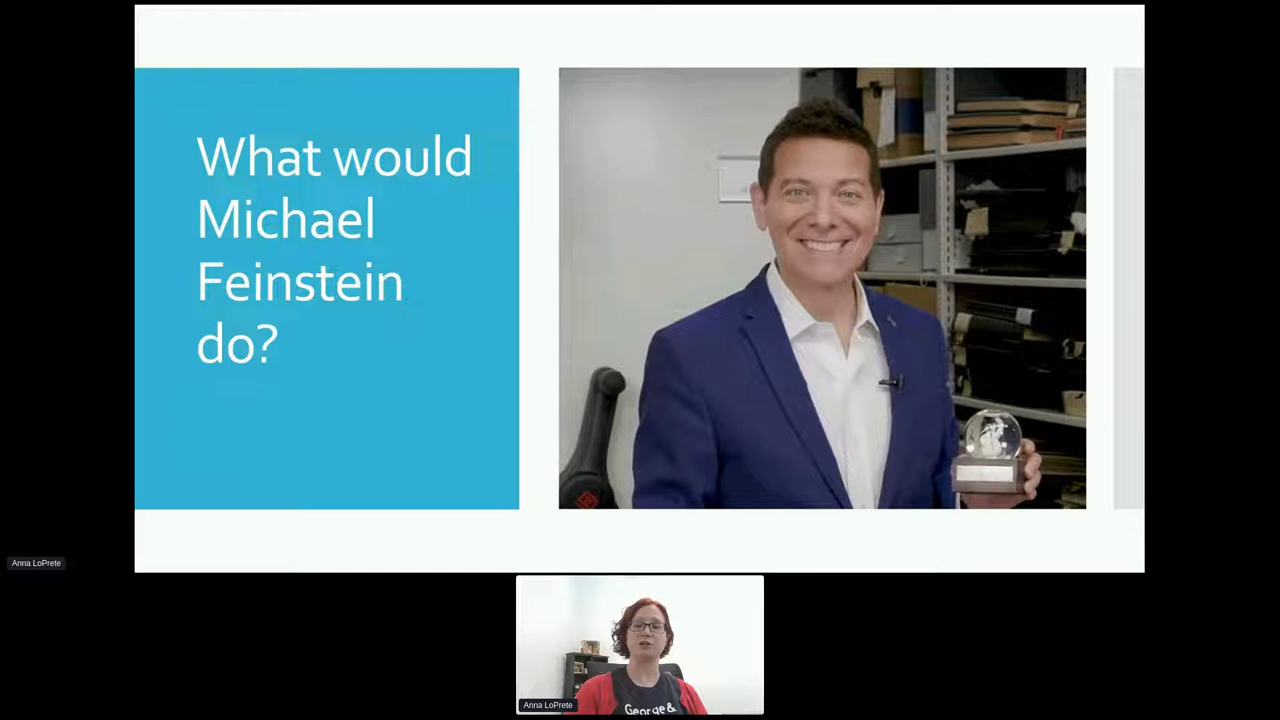 What would
Michael
Feinstein
do?
Anna LoPrete
Anna LoPrete
George &